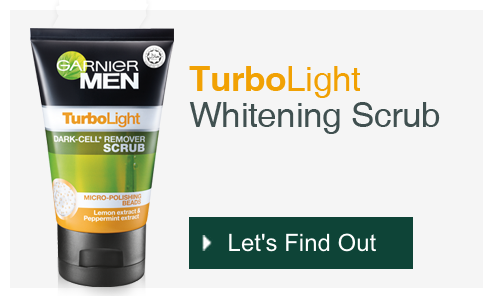 GARNIER
MEN
TurboLight
DARK-CELL* REMOVER
SCRUB
MICRO-POLISHING
BEADS
Lemon extract &
Peppermint extract
TurboLight
Whitening Scrub
Let's Find Out